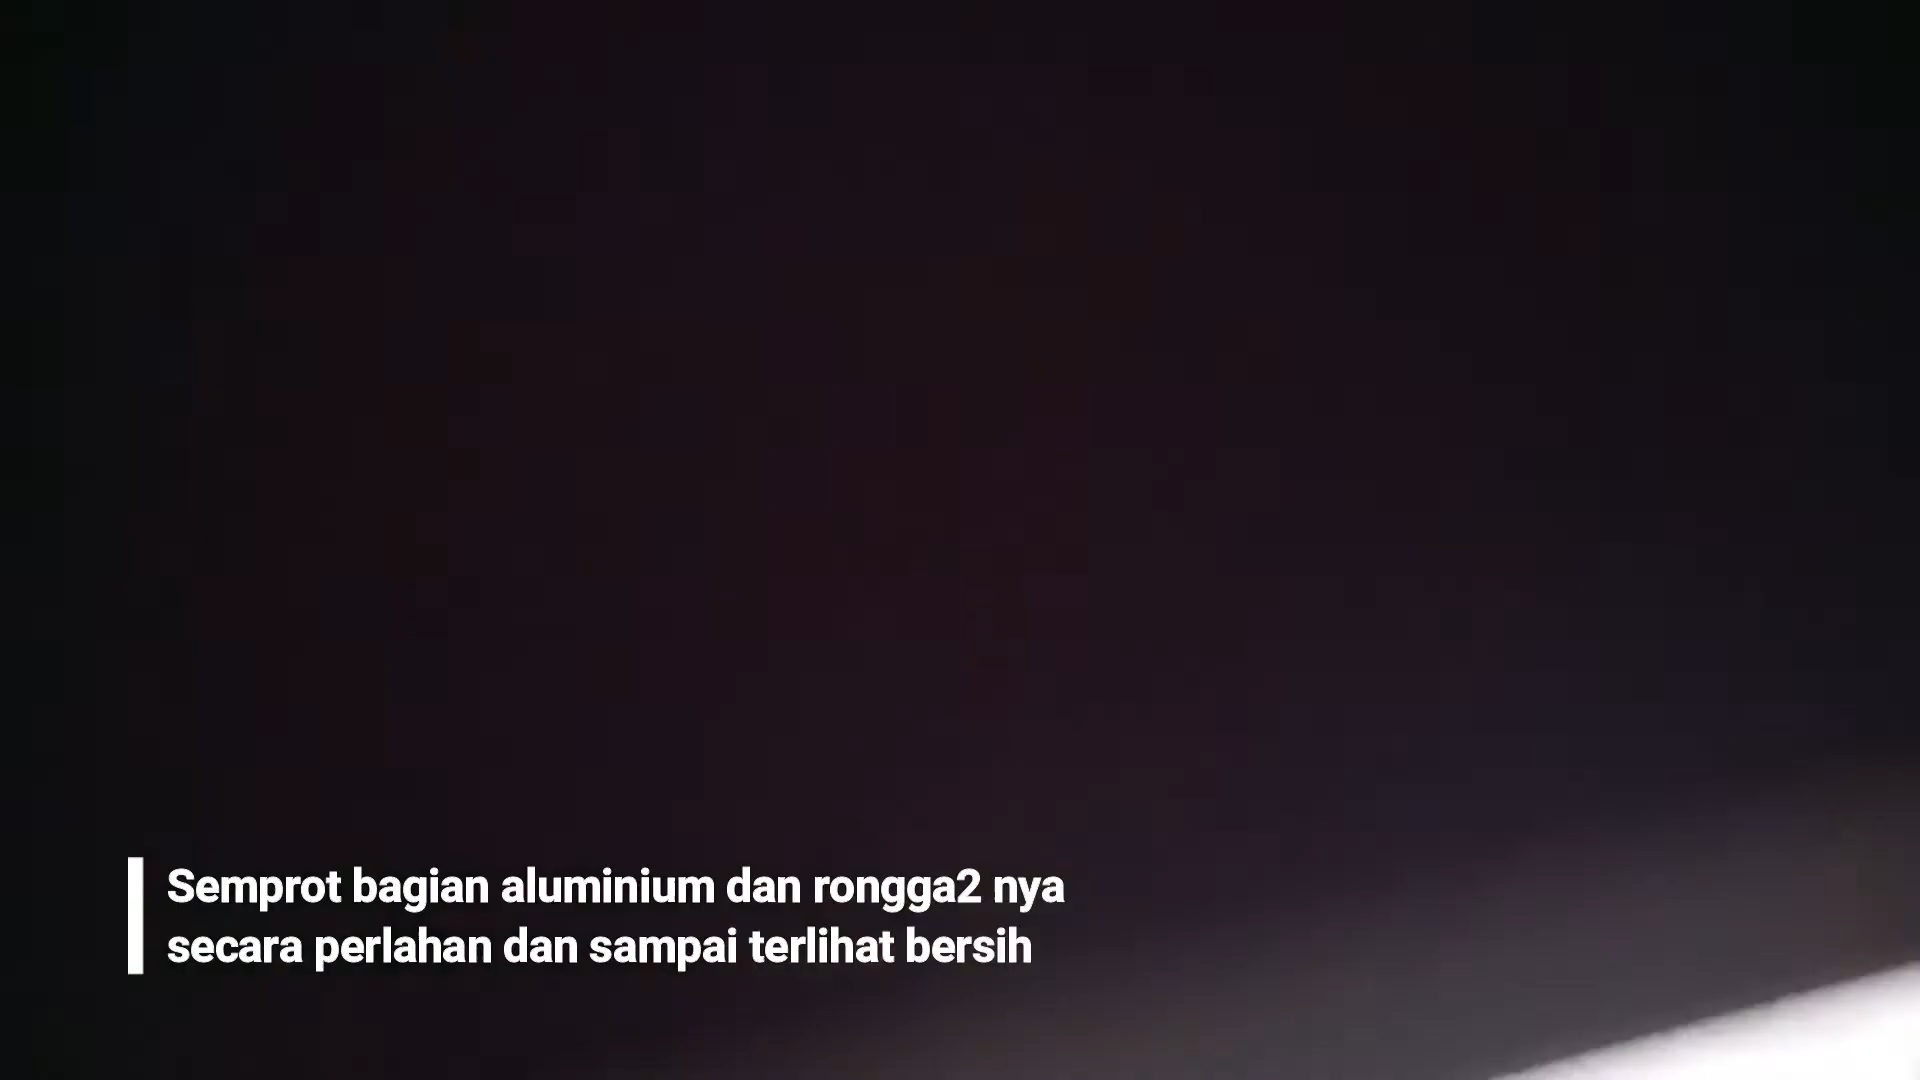 Semprot bagian aluminium dan rongga2 nya
secara perlahan dan sampai terlihat bersih